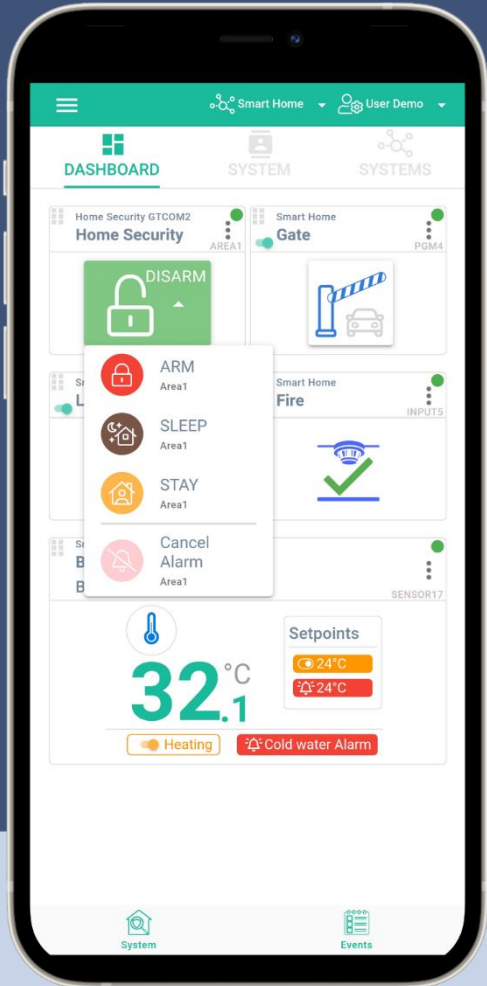 Smart Home
User Demo
DASHBOARD
SYSTEM
SYSTEMS
Home Security GTCOM2
Home Security
AREA1
Smart Home
Gate
PGM4
DISARM
ARM
Area1
SLEEP
Area1
STAY
Area1
Cancel
Alarm
Area1
Smart Home
Fire
INPUT5
SENSOR17
32.1 °C
Setpoints
24°C
24°C
Heating
Cold water Alarm
System
Events